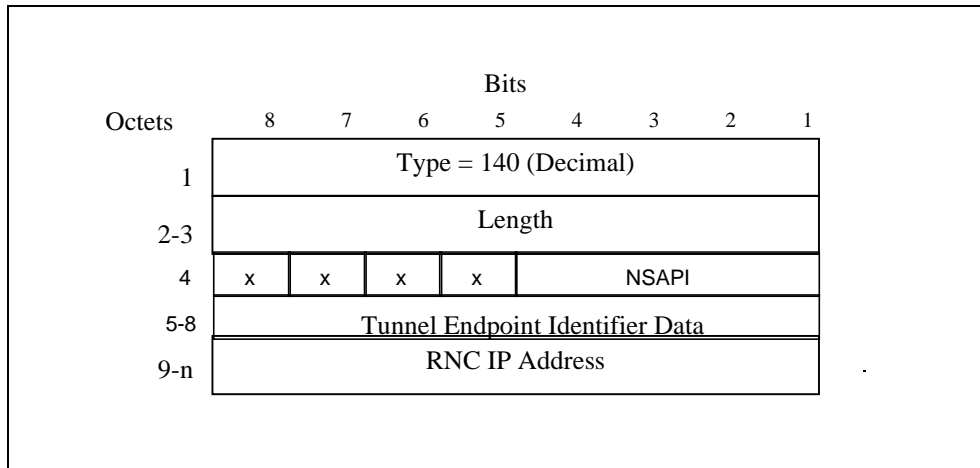 Bits
Octets 8 7 6 5 4 3 2 1
1 Type = 140 (Decimal)
2-3 Length
4 x x x x NSAPI
5-8 Tunnel Endpoint Identifier Data
9-n RNC IP Address .